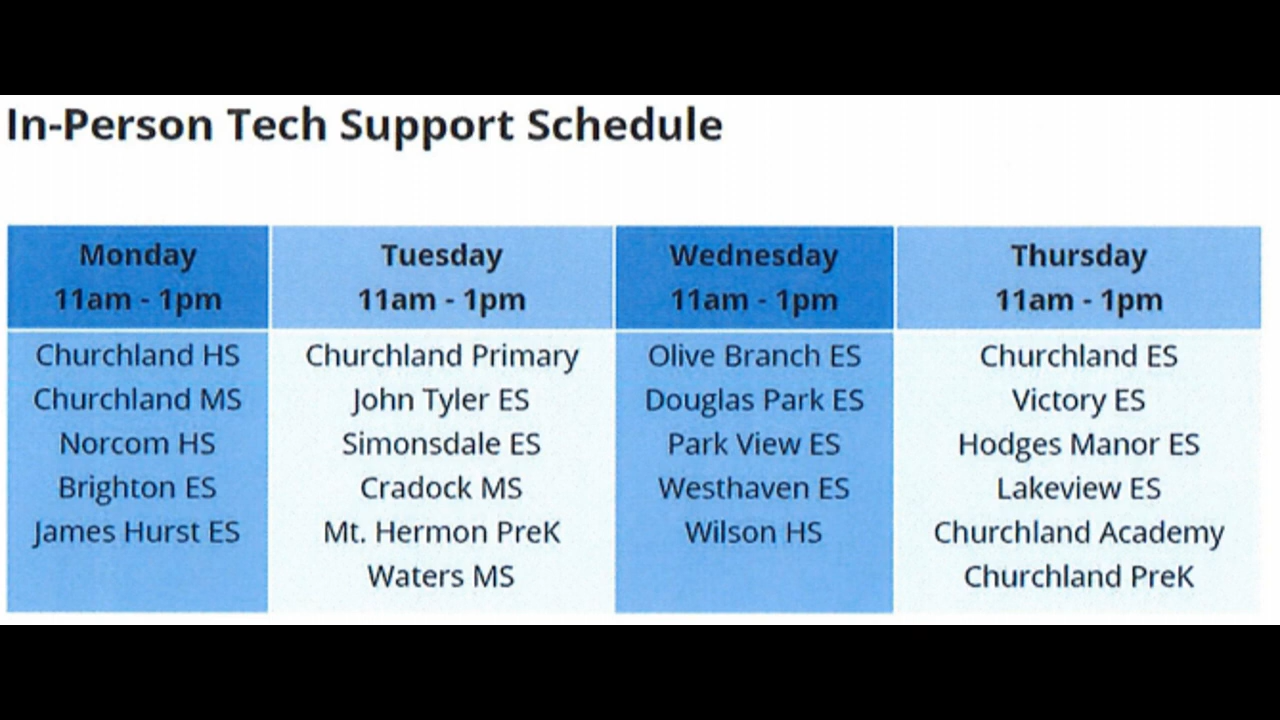 In-Person Tech Support Schedule
Monday
11am - 1pm
Churchland HS
Churchland MS
Norcom HS
Brighton ES
James Hurst ES
Tuesday
11am - 1pm
Churchland Primary
John Tyler ES
Simonsdale ES
Cradock MS
Mt. Hermon PreK
Waters MS
Wednesday
11am - 1pm
Olive Branch ES
Douglas Park ES
Park View ES
Westhaven ES
Wilson HS
Thursday
11am - 1pm
Churchland ES
Victory ES
Hodges Manor ES
Lakeview ES
Churchland Academy
Churchland PreK